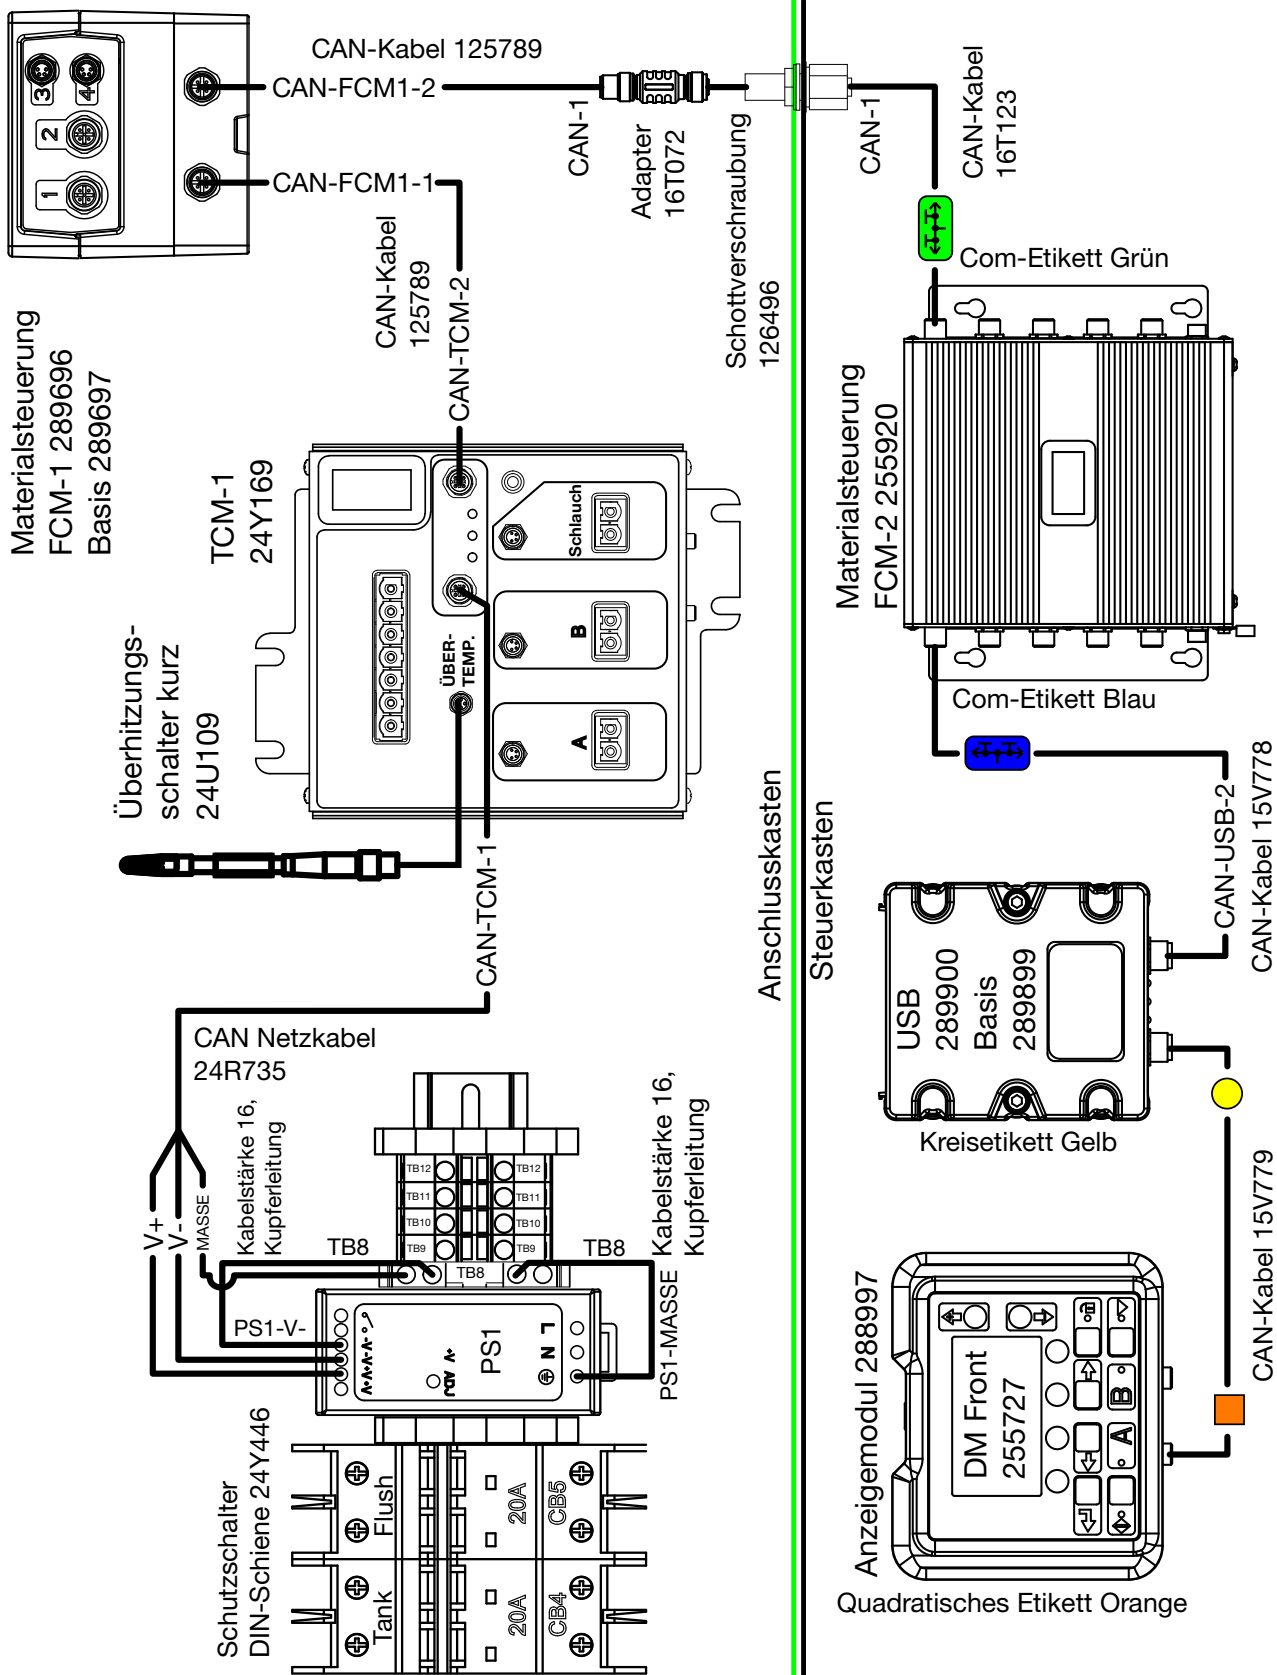 CAN-Kabel 125789
CAN-FCM1-2
CAN-FCM1-1
1
2
3
4
CAN-1
Adapter
16T072
Schottverschraubung
126496
CAN-1
CAN-Kabel
16T123
Com-Etikett Grün
Materialsteuerung
FCM-1 289696
Basis 289697
CAN-Kabel
125789
CAN-TCM-2
TCM-1
24Y169
Schlauch
B
A
ÜBER-
TEMP.
Überhitzungs-
schalter kurz
24U109
CAN-TCM-1
Materialsteuerung
FCM-2 255920
Com-Etikett Blau
Anschlusskasten
Steuerkasten
CAN-USB-2
CAN-Kabel 15V778
USB
289900
Basis
289899
Kreisetikett Gelb
CAN Netzkabel
24R735
V+
V-
MASSE
Kabelstärke 16,
Kupferleitung
TB12
TB12
TB11
TB11
TB10
TB10
TB9
TB9
TB8
TB8
TB8
Kabelstärke 16,
Kupferleitung
PS1-V-
PS1-MASSE
-V-V+V+V
+V ADJ
PS1
L
N
CAN-Kabel 15V779
Anzeigemodul 288997
DM Front
255727
A
B
Quadratisches Etikett Orange
Schutzschalter
DIN-Schiene 24Y446
Flush
20A
CB5
Tank
20A
CB4